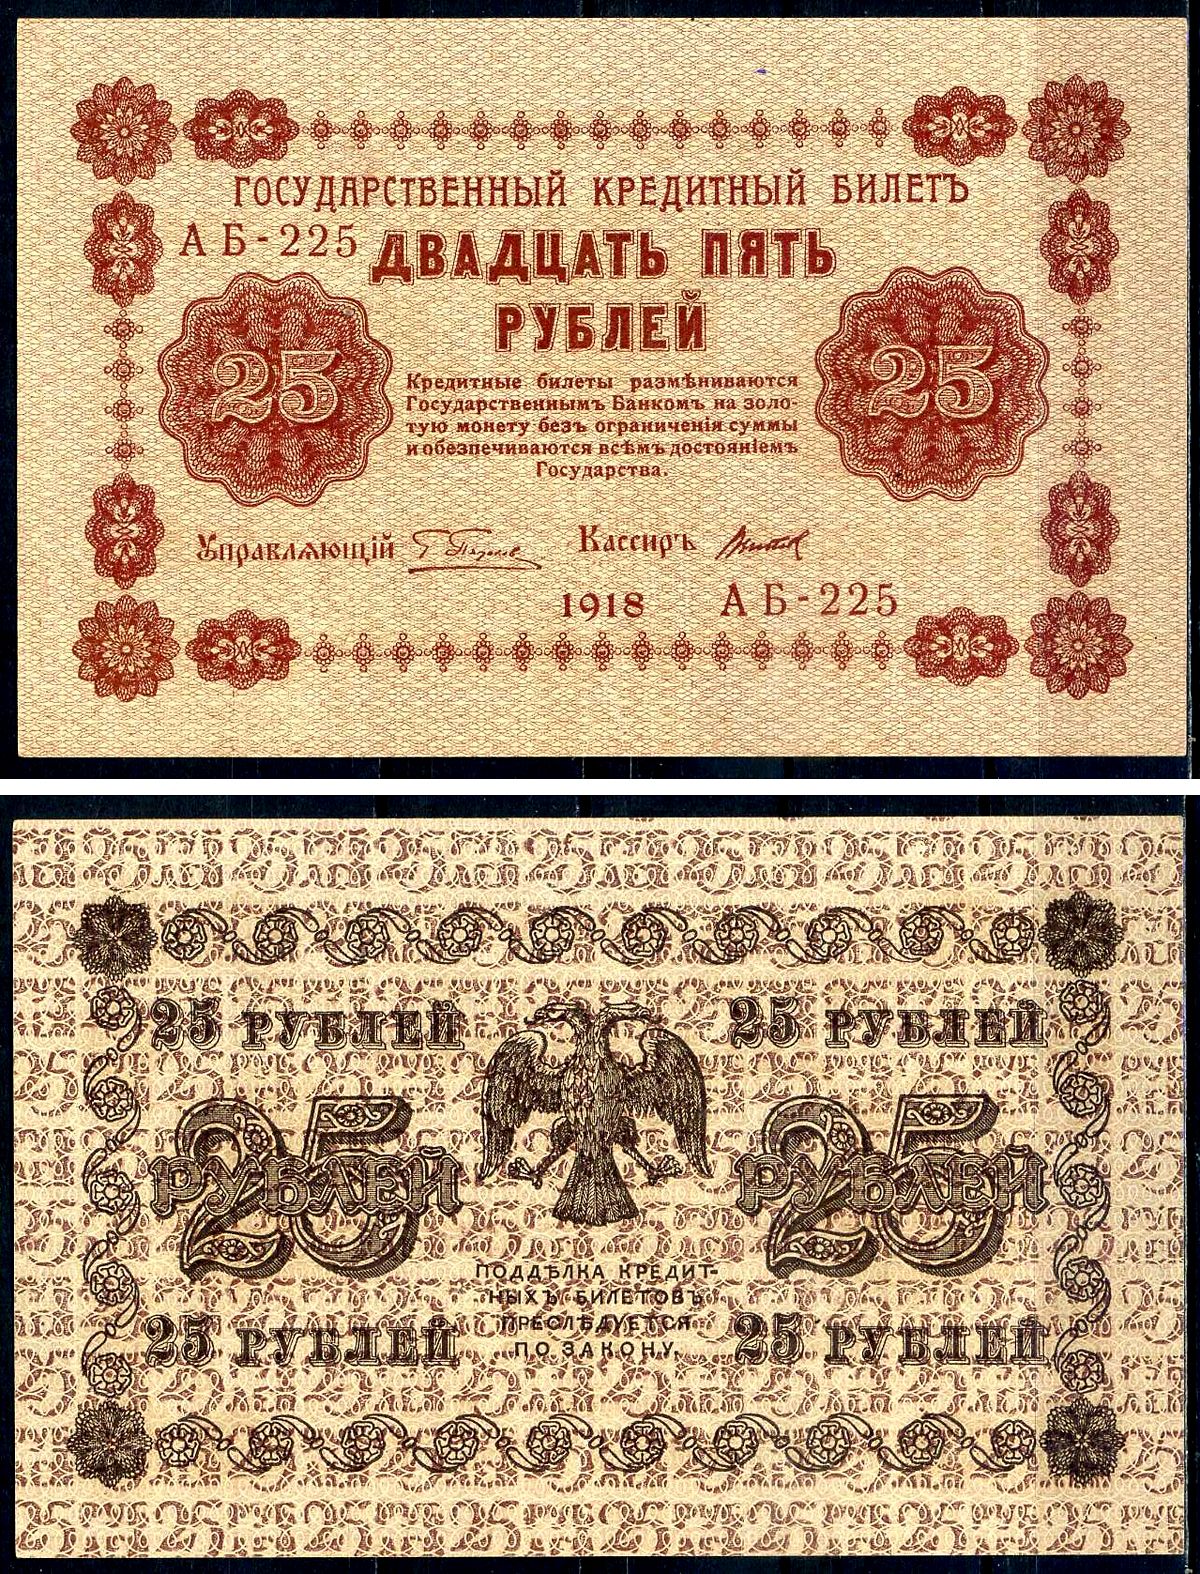 ГОСУДАРСТВЕННЫЙ КРЕДИТНЫЙ БИЛЕТЪ
АБ-225
ДВАДЦАТЬ ПЯТЬ
РУБЛЕЙ
25
25
Кредитные билеты размѣниваются
Государственнымъ Банкомъ на золо-
тую монету безъ ограниченія суммы
и обезпечиваются всѣмъ достояніемъ
Государства.
Управляющій
Кассиръ
1918
АБ-225
25 РУБЛЕЙ
25 РУБЛЕЙ
25
РУБЛЕЙ
25
РУБЛЕЙ
ПОДДѢЛКА КРЕДИТ-
НЫХЪ БИЛЕТОВЪ
ПРЕСЛѢДУЕТСЯ
ПО ЗАКОНУ.
25 РУБЛЕЙ
25 РУБЛЕЙ